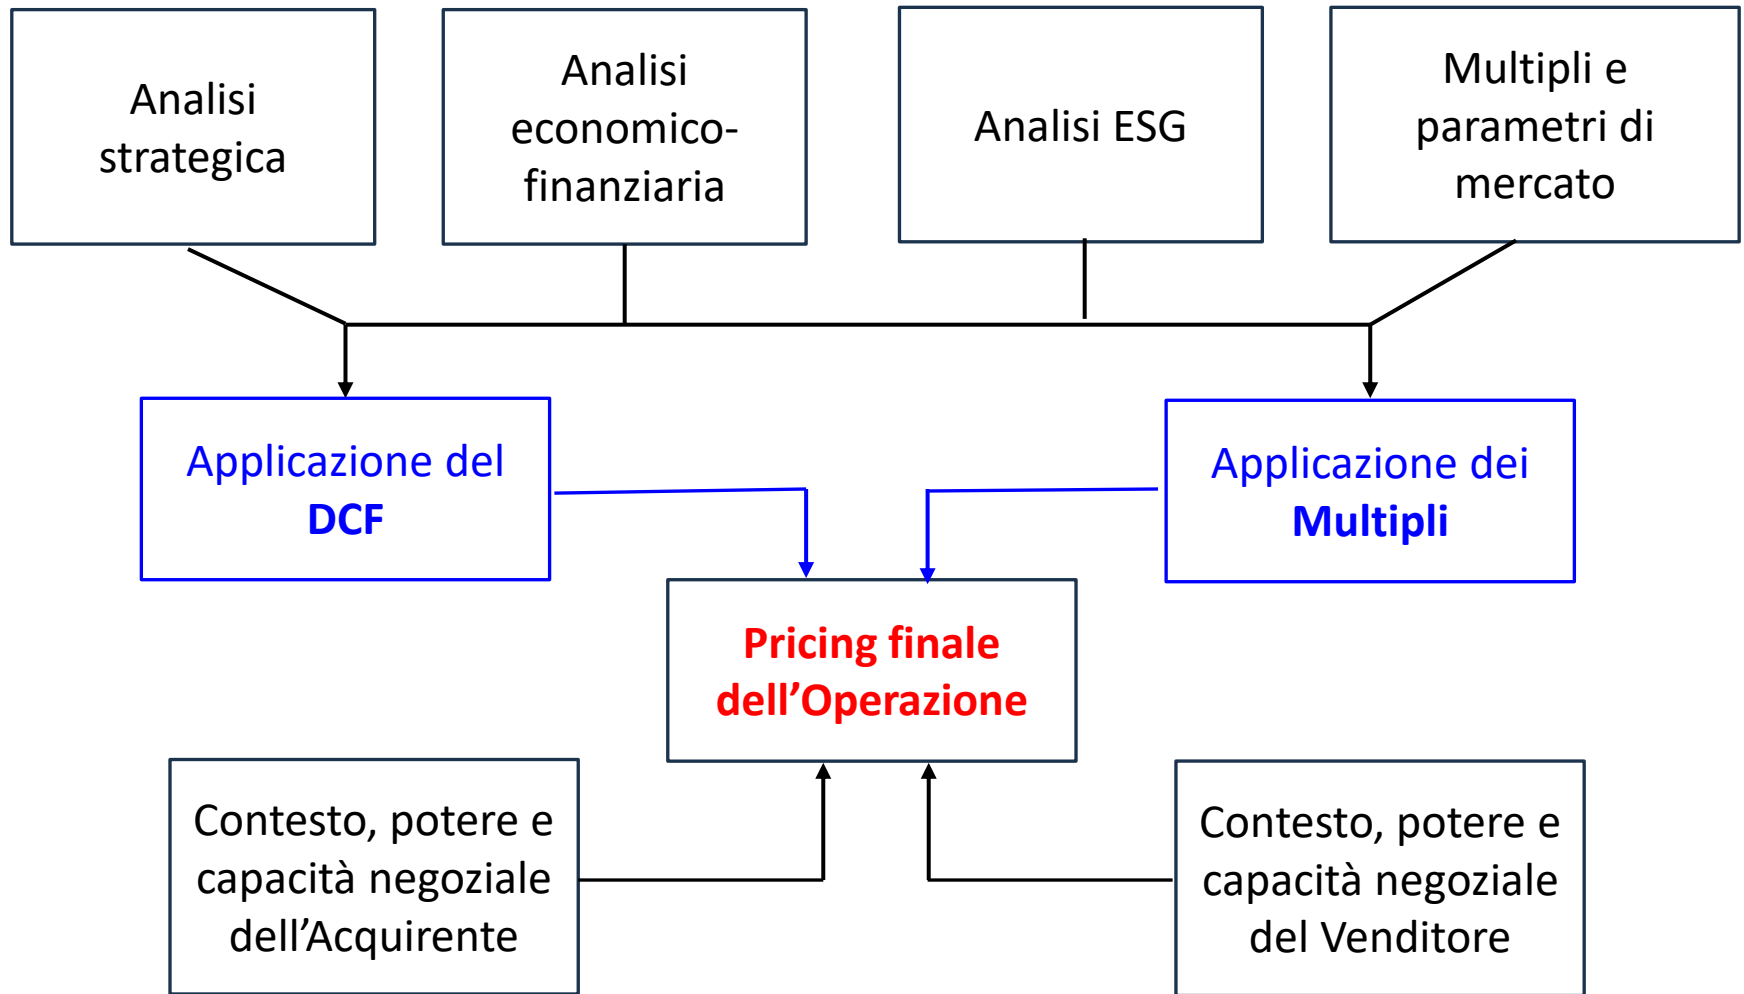 Analisi
strategica
Analisi
economico-
finanziaria
Analisi ESG
Multipli e
parametri di
mercato
Applicazione del
DCF
Applicazione dei
Multipli
Pricing finale
dell’Operazione
Contesto, potere e
capacità negoziale
dell’Acquirente
Contesto, potere e
capacità negoziale
del Venditore